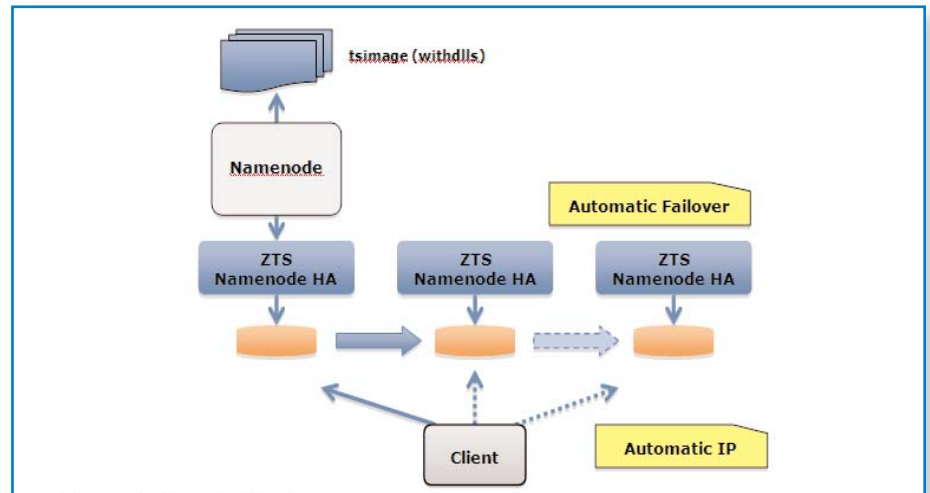 tsimage (withdlls)
Namenode
Automatic Failover
ZTS
Namenode HA
ZTS
Namenode HA
ZTS
Namenode HA
Client
Automatic IP